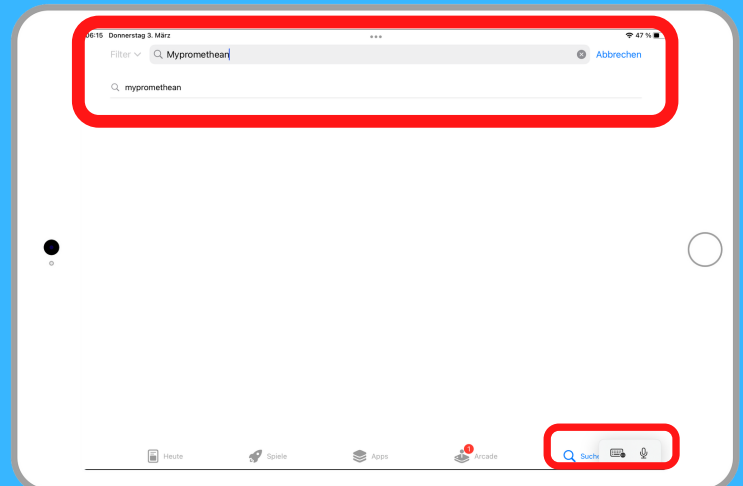 06:15 Donnerstag 3. März 47 %
Filter Mypromethean Abbrechen
mypromethean
Heute Spiele Apps 1 Arcade Suche